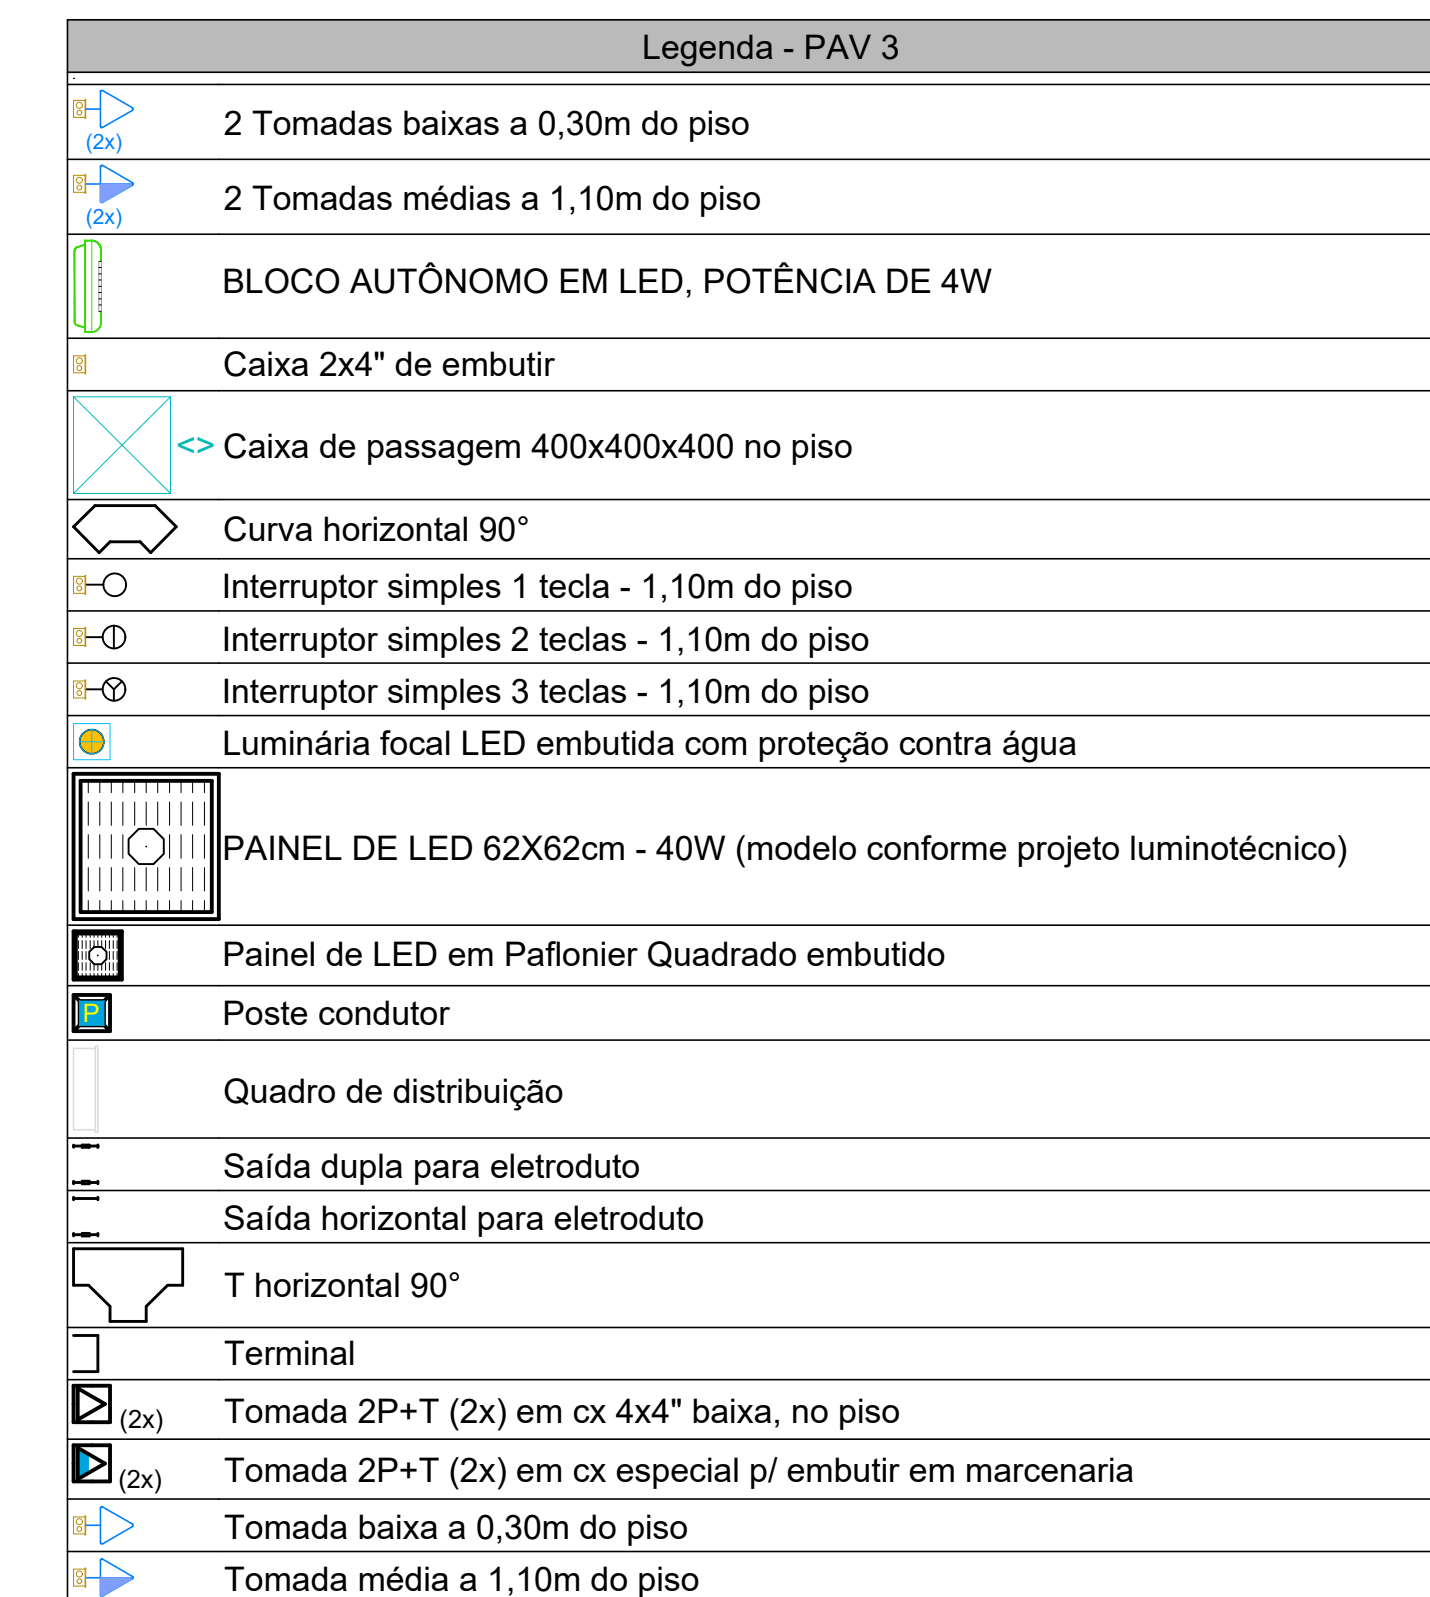 Legenda - PAV 3
(2x) 2 Tomadas baixas a 0,30m do piso
(2x) 2 Tomadas médias a 1,10m do piso
BLOCO AUTÔNOMO EM LED, POTÊNCIA DE 4W
Caixa 2x4" de embutir
<> Caixa de passagem 400x400x400 no piso
Curva horizontal 90°
Interruptor simples 1 tecla - 1,10m do piso
Interruptor simples 2 teclas - 1,10m do piso
Interruptor simples 3 teclas - 1,10m do piso
Luminária focal LED embutida com proteção contra água
PAINEL DE LED 62X62cm - 40W (modelo conforme projeto luminotécnico)
Painel de LED em Paflonier Quadrado embutido
P Poste condutor
Quadro de distribuição
Saída dupla para eletroduto
Saída horizontal para eletroduto
T horizontal 90°
Terminal
(2x) Tomada 2P+T (2x) em cx 4x4" baixa, no piso
(2x) Tomada 2P+T (2x) em cx especial p/ embutir em marcenaria
Tomada baixa a 0,30m do piso
Tomada média a 1,10m do piso